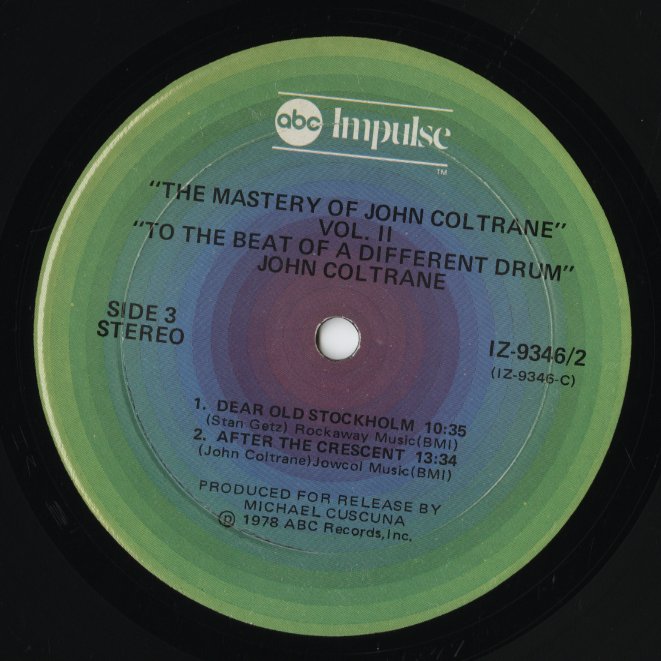 abc Impulse
TM
"THE MASTERY OF JOHN COLTRANE"
VOL. II
"TO THE BEAT OF A DIFFERENT DRUM"
JOHN COLTRANE
SIDE 3
STEREO
IZ-9346/2
(IZ-9346-C)
1. DEAR OLD STOCKHOLM 10:35
(Stan Getz) Rockaway Music(BMI)
2. AFTER THE CRESCENT 13:34
(John Coltrane)Jowcol Music(BMI)
PRODUCED FOR RELEASE BY
MICHAEL CUSCUNA
℗ 1978 ABC Records,Inc.